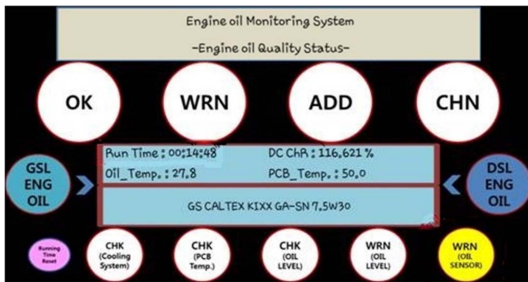 Engine oil Monitoring System
-Engine oil Quality Status-
OK
WRN
ADD
CHN
Run Time : 00:14:48
DC ChR : 116,621 %
Oil_Temp. : 27.8
PCB_Temp. : 50.0
GSL
ENG
OIL
DSL
ENG
OIL
GS CALTEX KIXX GA-SN 7.5W30
Running
Time
Reset
CHK
(Cooling
System)
CHK
(PCB
Temp.)
CHK
(OIL
LEVEL)
WRN
(OIL
LEVEL)
WRN
(OIL
SENSOR)